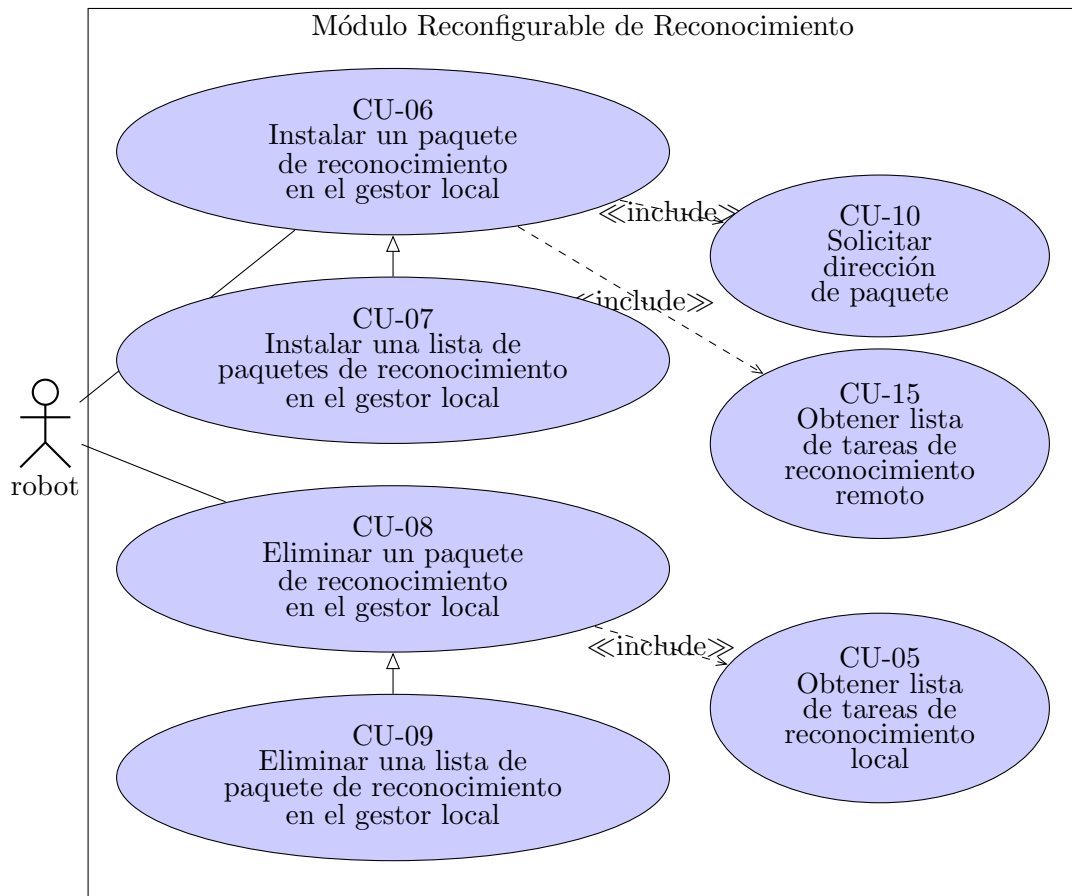 Módulo Reconfigurable de Reconocimiento
CU-06
Instalar un paquete
de reconocimiento
en el gestor local
≪include≫
CU-10
Solicitar
dirección
de paquete
≪include≫
CU-07
Instalar una lista de
paquetes de reconocimiento
en el gestor local
CU-15
Obtener lista
de tareas de
reconocimiento
remoto
robot
CU-08
Eliminar un paquete
de reconocimiento
en el gestor local
≪include≫
CU-05
Obtener lista
de tareas de
reconocimiento
local
CU-09
Eliminar una lista de
paquete de reconocimiento
en el gestor local